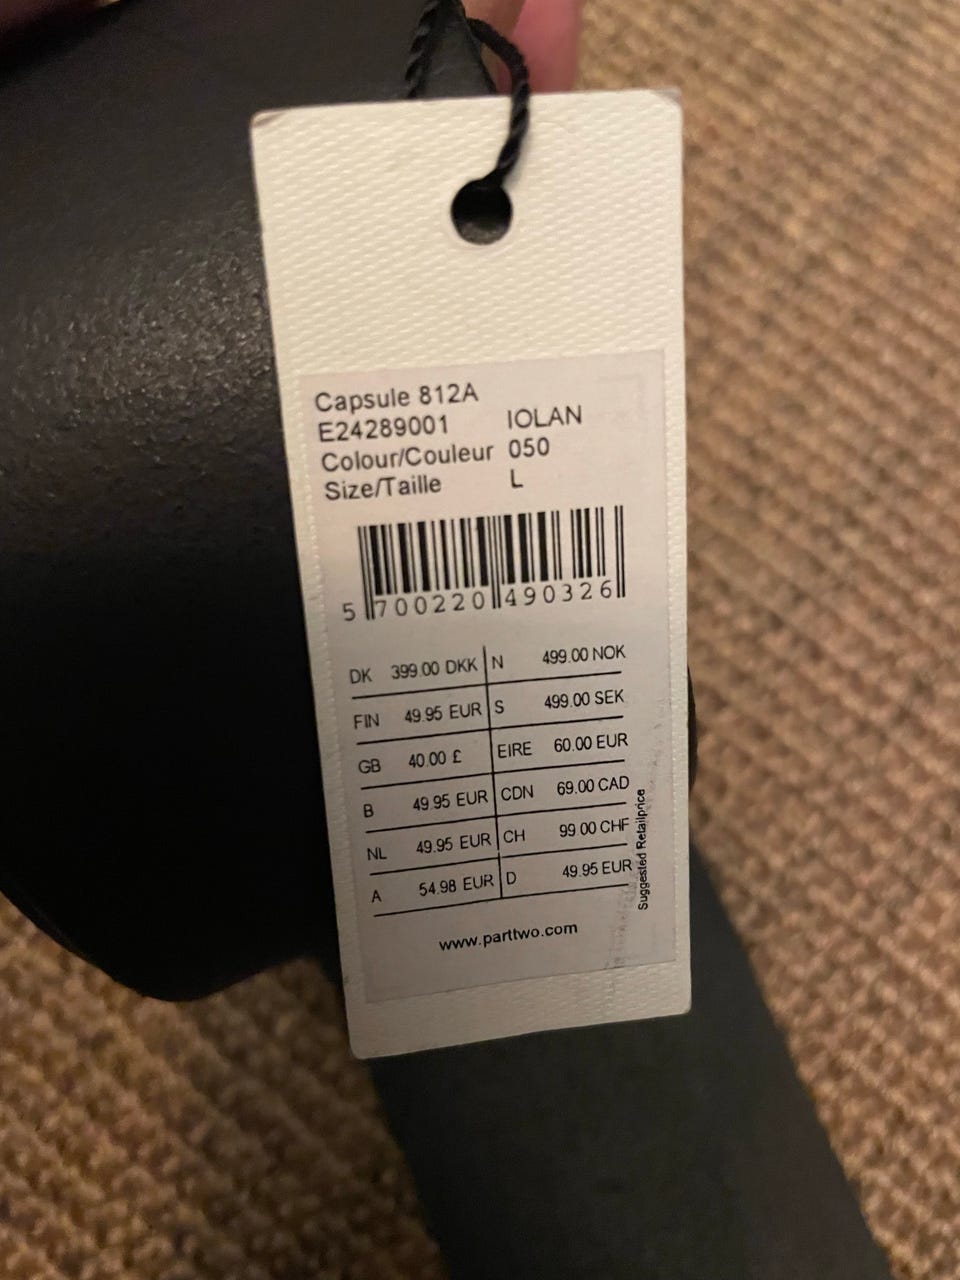 Capsule 812A
E24289001 IOLAN
Colour/Couleur 050
Size/Taille L
5 700220 490326
DK 399.00 DKK N 499.00 NOK
FIN 49.95 EUR S 499.00 SEK
GB 40.00 £ EIRE 60.00 EUR
B 49.95 EUR CDN 69.00 CAD
NL 49.95 EUR CH 99.00 CHF
A 54.98 EUR D 49.95 EUR
Suggested Retailprice
www.parttwo.com